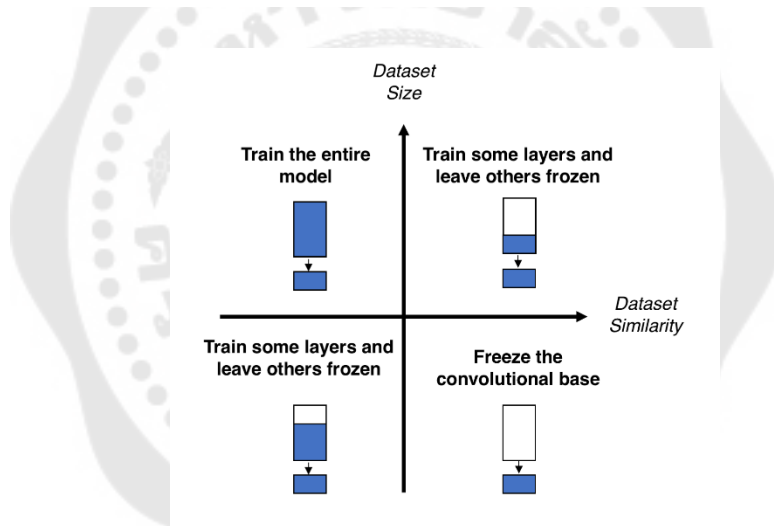 Dataset
Size
Train the entire
model
Train some layers and
leave others frozen
Dataset
Similarity
Train some layers and
leave others frozen
Freeze the
convolutional base